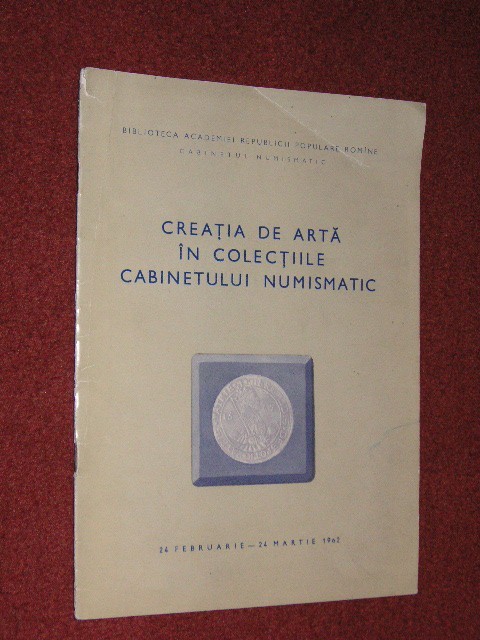 BIBLIOTECA ACADEMIEI REPUBLICII POPULARE ROMÎNE
CABINETUL NUMISMATIC
CREAȚIA DE ARTĂ
ÎN COLECȚIILE
CABINETULUI NUMISMATIC
24 FEBRUARIE — 24 MARTIE 1962